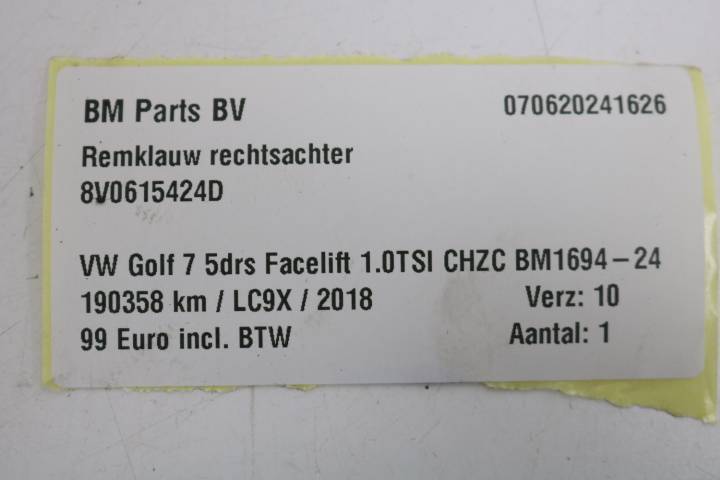 BM Parts BV 070620241626
Remklauw rechtsachter
8V0615424D
VW Golf 7 5drs Facelift 1.0TSI CHZC BM1694-24
190358 km / LC9X / 2018 Verz: 10
99 Euro incl. BTW Aantal: 1